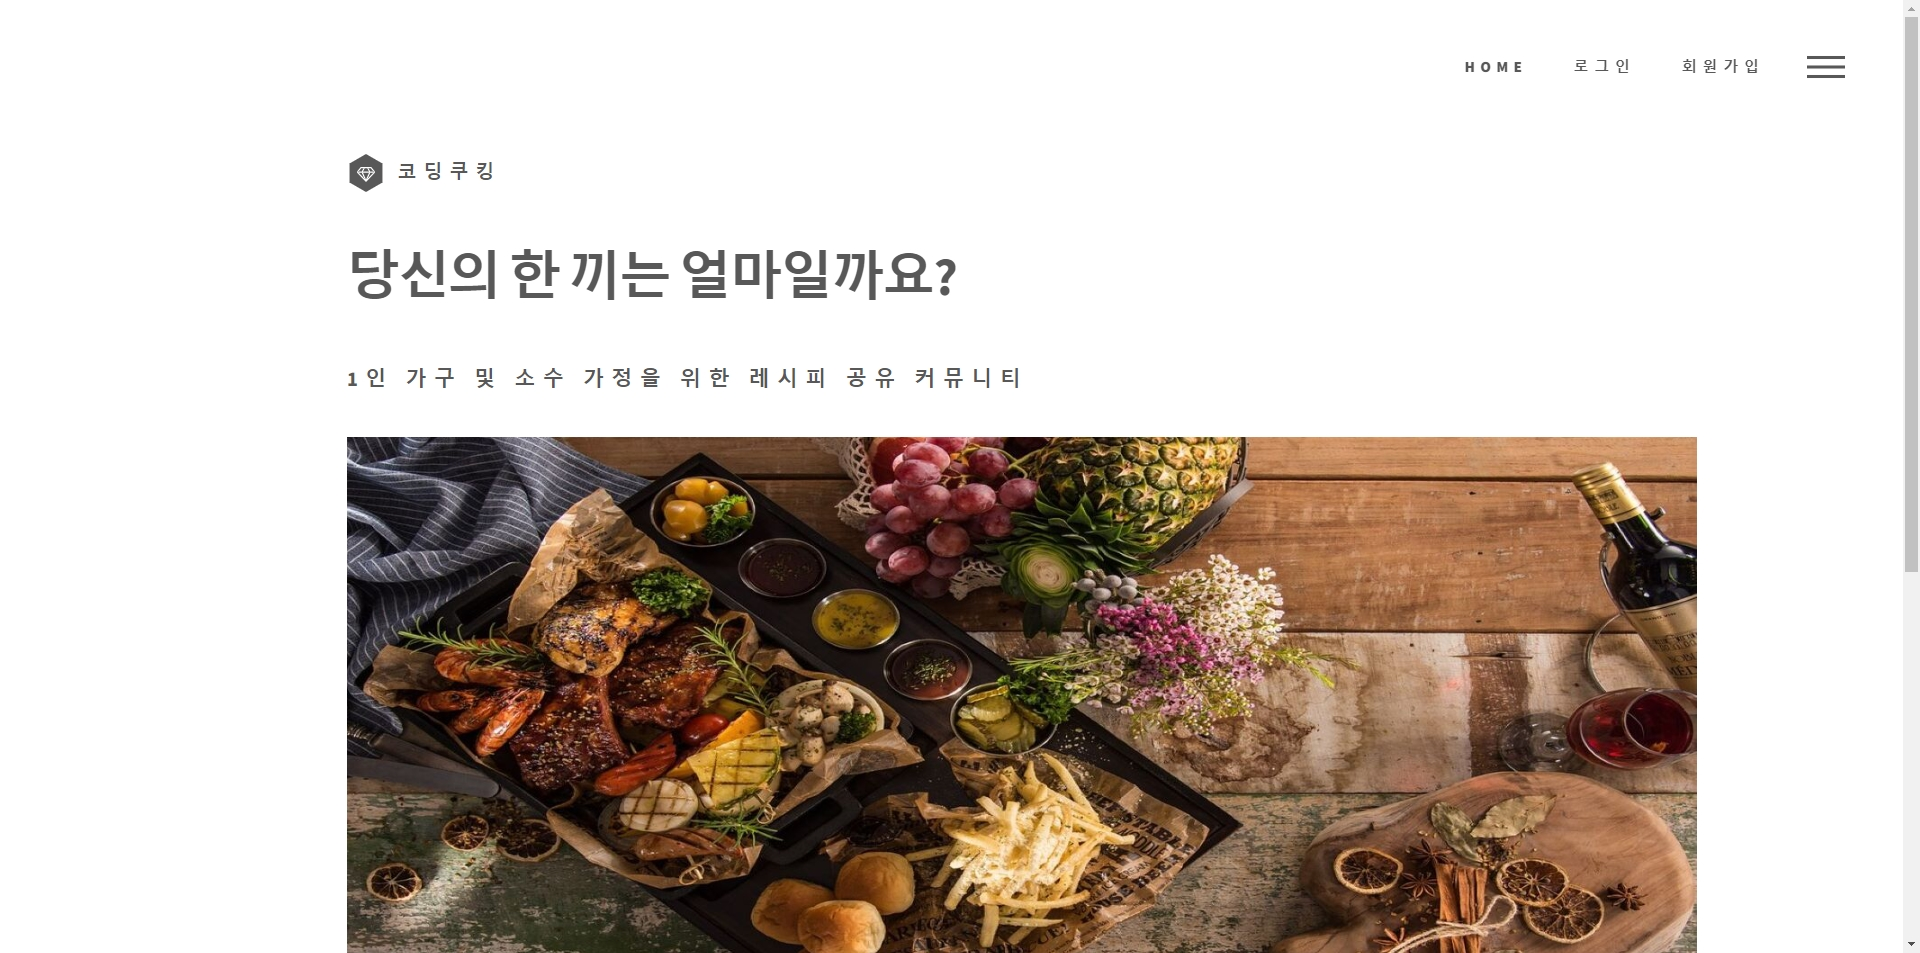 HOME 로그인 회원가입
코딩쿠킹
당신의 한 끼는 얼마일까요?
1인 가구 및 소수 가정을 위한 레시피 공유 커뮤니티